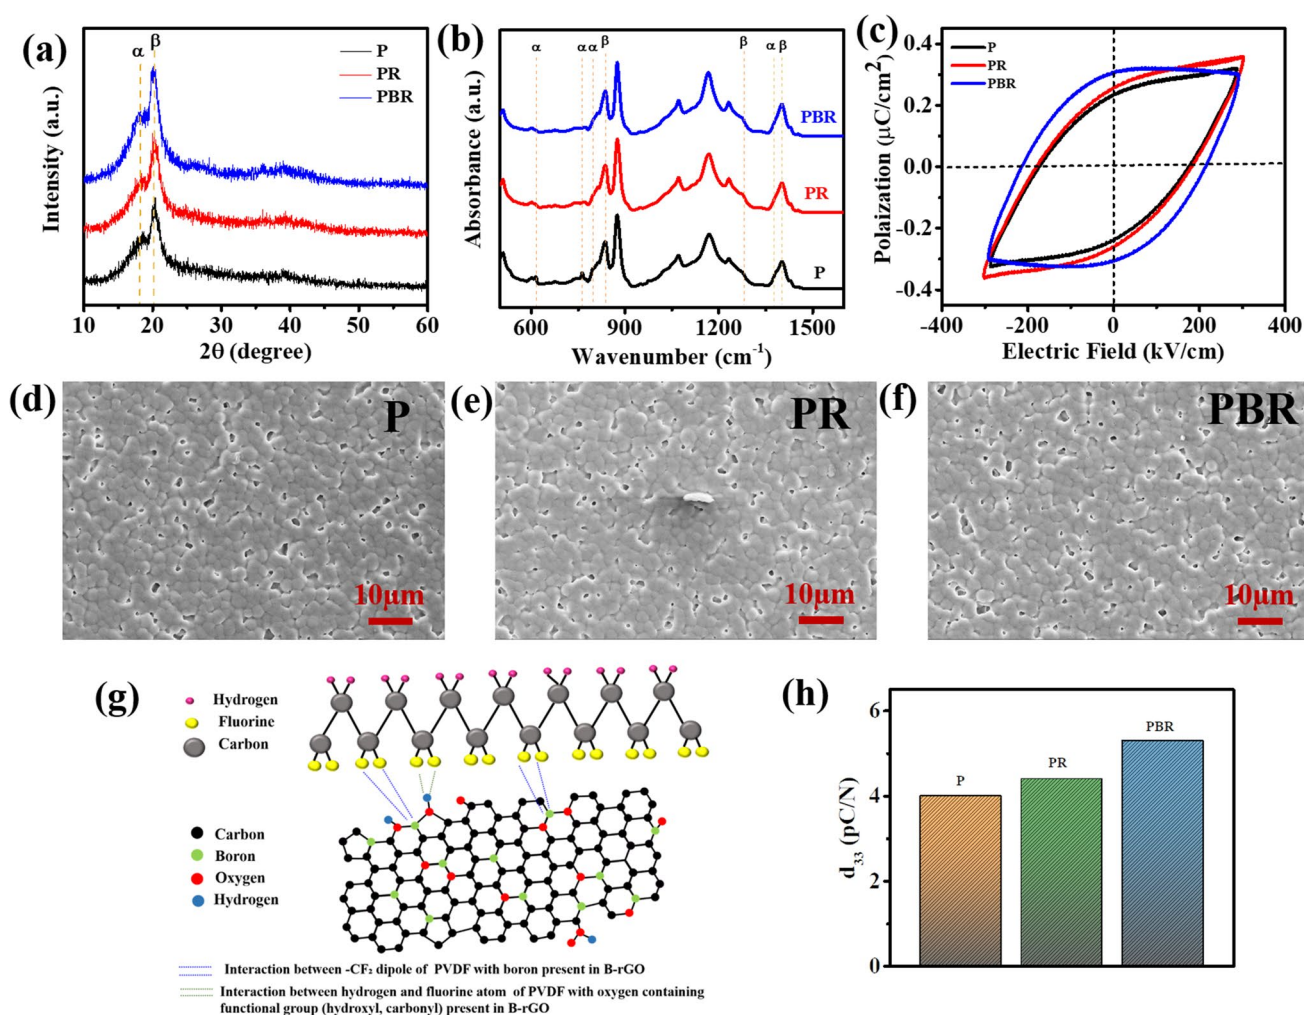 (a)
α
β
P
PR
PBR
Intensity (a.u.)
10 20 30 40 50 60
2θ (degree)
(b)
α α α β β α β
PBR
PR
P
Absorbance (a.u.)
600 900 1200 1500
Wavenumber (cm-1)
(c)
P
PR
PBR
0.4
0.2
0.0
-0.2
-0.4
Polaization (μC/cm2)
-400 -200 0 200 400
Electric Field (kV/cm)
(d)
P
10μm
(e)
PR
10μm
(f)
PBR
10μm
(g)
Hydrogen
Fluorine
Carbon
Carbon
Boron
Oxygen
Hydrogen
Interaction between -CF₂ dipole of PVDF with boron present in B-rGO
Interaction between hydrogen and fluorine atom of PVDF with oxygen containing
functional group (hydroxyl, carbonyl) present in B-rGO
(h)
6
4
2
0
d33 (pC/N)
P
PR
PBR